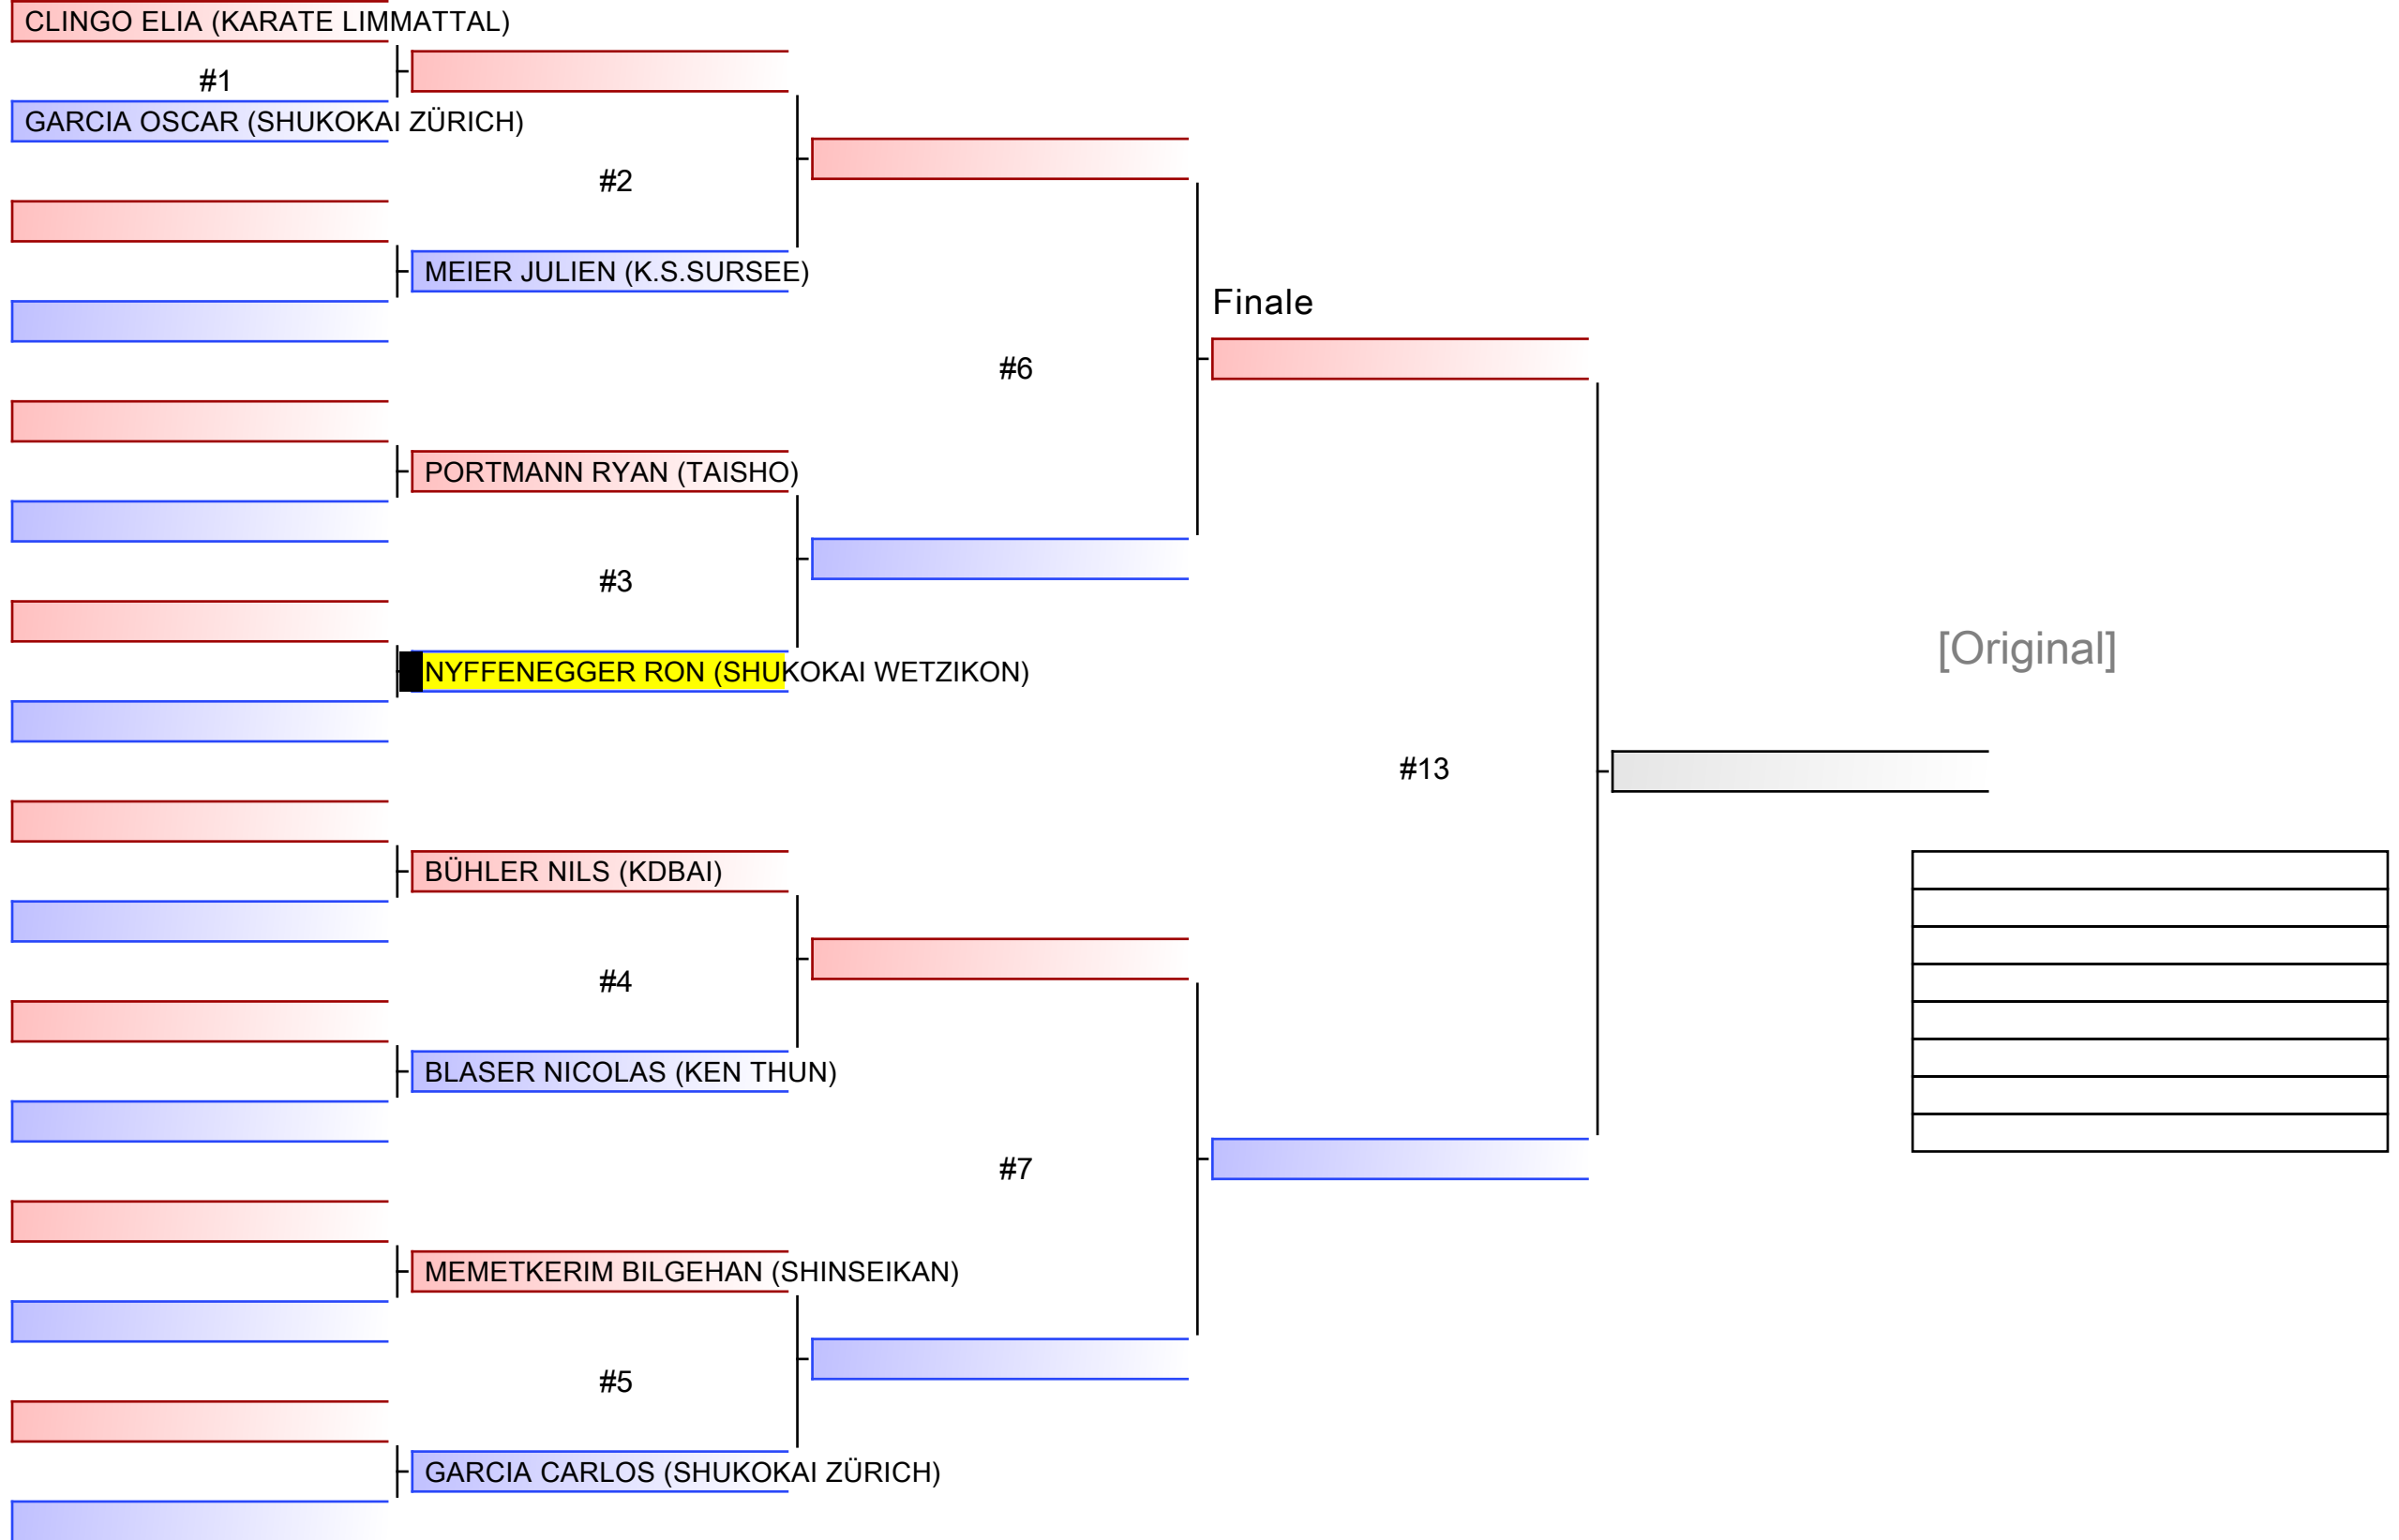 CLINGO ELIA (KARATE LIMMATTAL)
#1
GARCIA OSCAR (SHUKOKAI ZÜRICH)
#2
MEIER JULIEN (K.S.SURSEE)
Finale
#6
PORTMANN RYAN (TAISHO)
#3
NYFFENEGGER RON (SHUKOKAI WETZIKON)
[Original]
#13
BÜHLER NILS (KDBAI)
#4
BLASER NICOLAS (KEN THUN)
#7
MEMETKERIM BILGEHAN (SHINSEIKAN)
#5
GARCIA CARLOS (SHUKOKAI ZÜRICH)